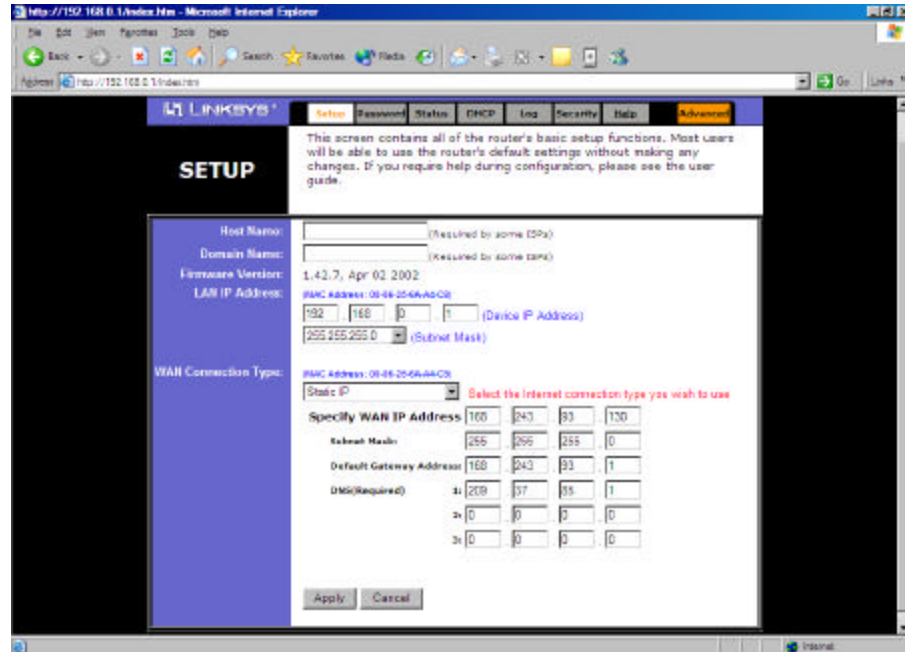 http://192.168.0.1/index.htm - Microsoft Internet Explorer
File Edit View Favorites Tools Help
Back Search Favorites Media
Address http://192.168.0.1/index.htm Go Links
LINKSYS® Setup Password Status DHCP Log Security Help Advanced
SETUP
This screen contains all of the router's basic setup functions. Most users
will be able to use the router's default settings without making any
changes. If you require help during configuration, please see the user
guide.
Host Name: (Required by some ISPs)
Domain Name: (Required by some ISPs)
Firmware Version: 1.42.7, Apr 02 2002
LAN IP Address:
192 . 168 . 0 . 1 (Device IP Address)
255.255.255.0 (Subnet Mask)
WAN Connection Type:
Static IP Select the Internet connection type you wish to use
Specify WAN IP Address 168 . 243 . 93 . 130
Subnet Mask: 255 . 255 . 255 . 0
Default Gateway Address: 168 . 243 . 93 . 1
DNS(Required) 1: 209 . 37 . . 1
2: 0 . 0 . 0 . 0
3: 0 . 0 . 0 . 0
Apply Cancel
Internet